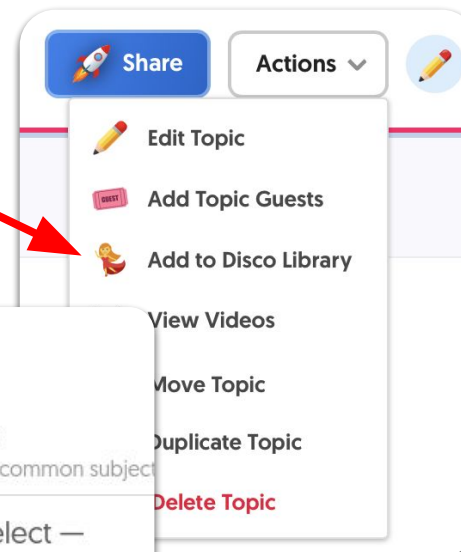 Share
Actions
Edit Topic
GUEST
Add Topic Guests
Add to Disco Library
View Videos
Move Topic
Duplicate Topic
common subject
Delete Topic
elect —